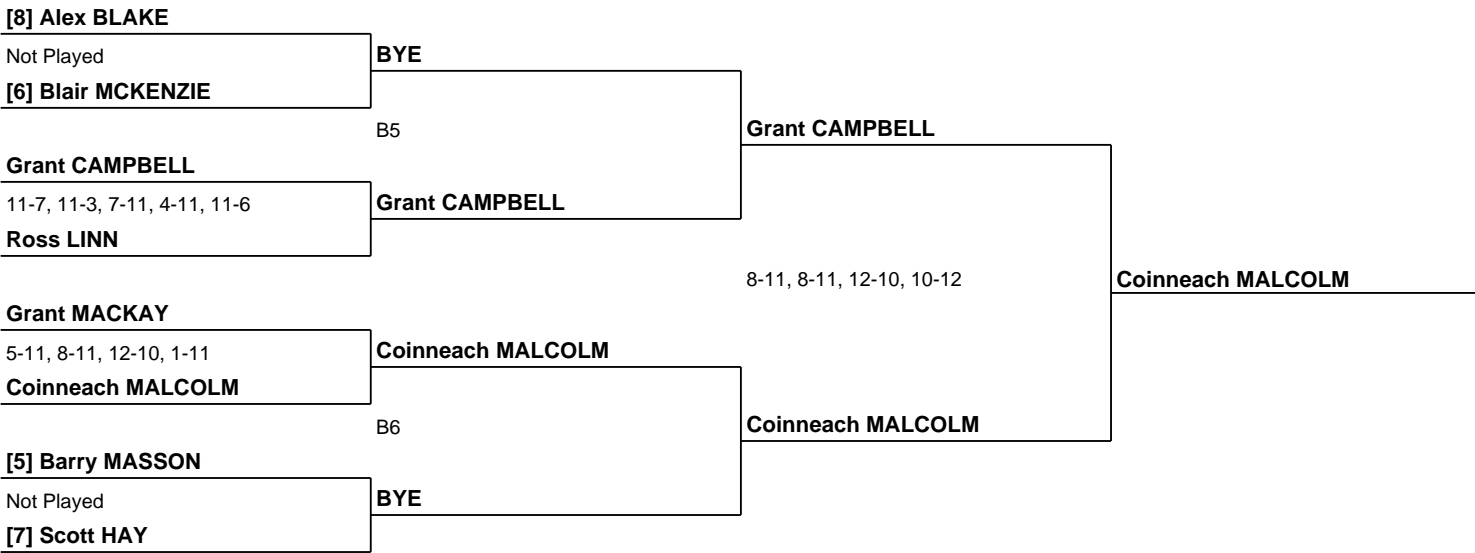 [8] Alex BLAKE
Not Played
BYE
[6] Blair MCKENZIE
B5
Grant CAMPBELL
Grant CAMPBELL
11-7, 11-3, 7-11, 4-11, 11-6
Grant CAMPBELL
Ross LINN
8-11, 8-11, 12-10, 10-12
Coinneach MALCOLM
Grant MACKAY
5-11, 8-11, 12-10, 1-11
Coinneach MALCOLM
Coinneach MALCOLM
B6
Coinneach MALCOLM
[5] Barry MASSON
Not Played
BYE
[7] Scott HAY